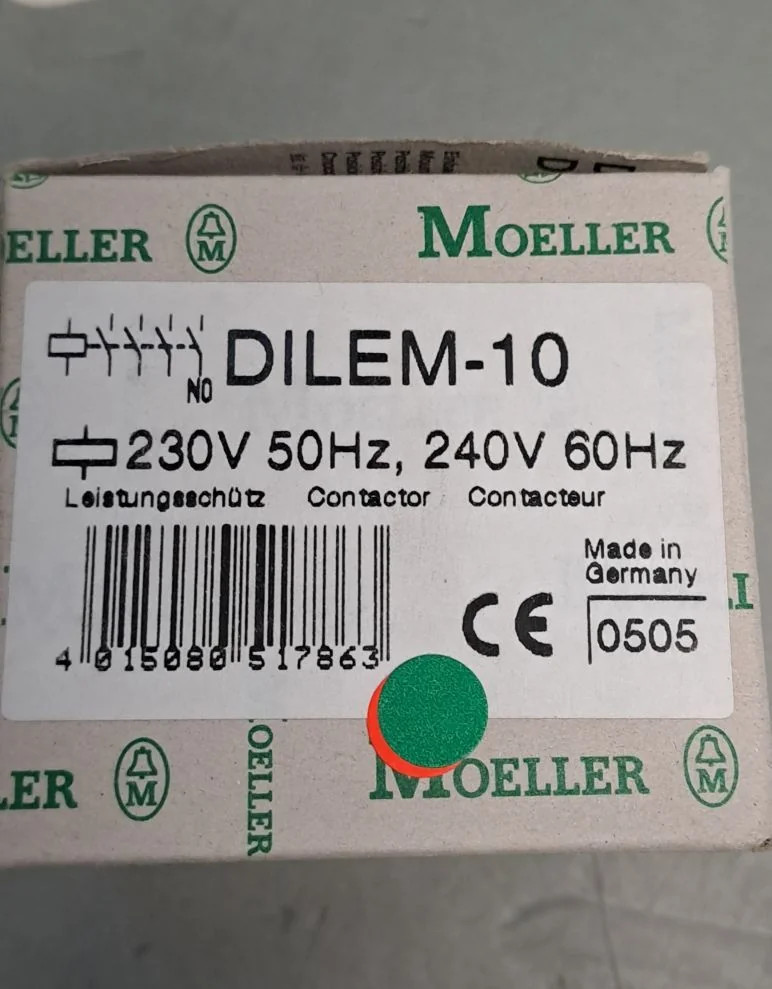 ELLER M MOELLER
DILEM-10
NO
230V 50Hz, 240V 60Hz
Leistungsschütz Contactor Contacteur
Made in
Germany
CE
0505
4 015080 517863
LER M OELLER MOELLER M